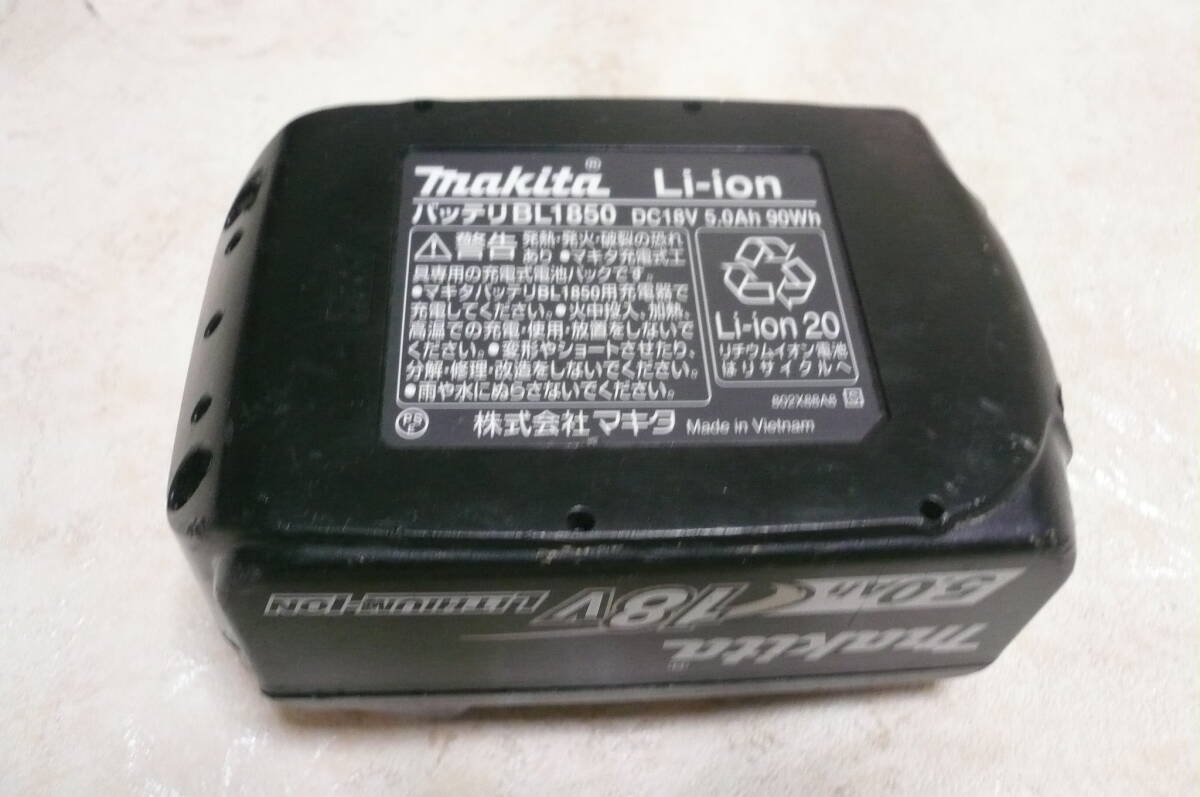 makita® Li-ion
バッテリBL1850 DC18V 5.0Ah 90Wh
警告 発熱・発火・破裂の恐れ
あり ●マキタ充電式工
具専用の充電式電池パックです。
●マキタバッテリBL1850用充電器で
充電してください。●火中投入、加熱、
高温での充電・使用・放置をしないで
ください。●変形やショートさせたり、
分解・修理・改造をしないでください。
●雨や水にぬらさないでください。
Li-ion 20
リチウムイオン電池
はリサイクルへ
802X88A8 S
PS
E
株式会社マキタ Made in Vietnam
makita®
5.0Ah 18V LITHIUM-ION